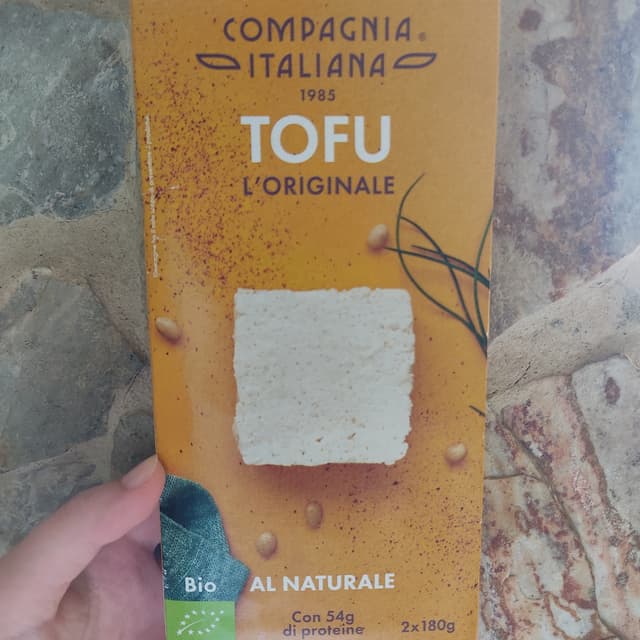 COMPAGNIA®
ITALIANA
1985
TOFU
L'ORIGINALE
Bio
AL NATURALE
Con 54g
di proteine
2x180g